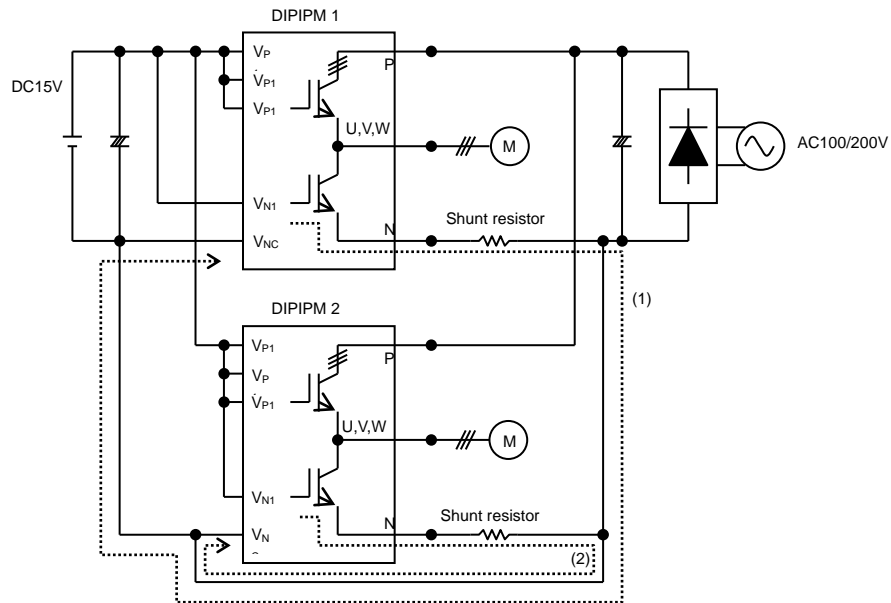 DIPIPM 1
DC15V
VP
VP1
VP1
P
U,V,W
M
AC100/200V
VN1
Shunt resistor
VNC
N
(1)
DIPIPM 2
VP1
P
VP
VP1
U,V,W
M
VN1
Shunt resistor
N
VN
(2)